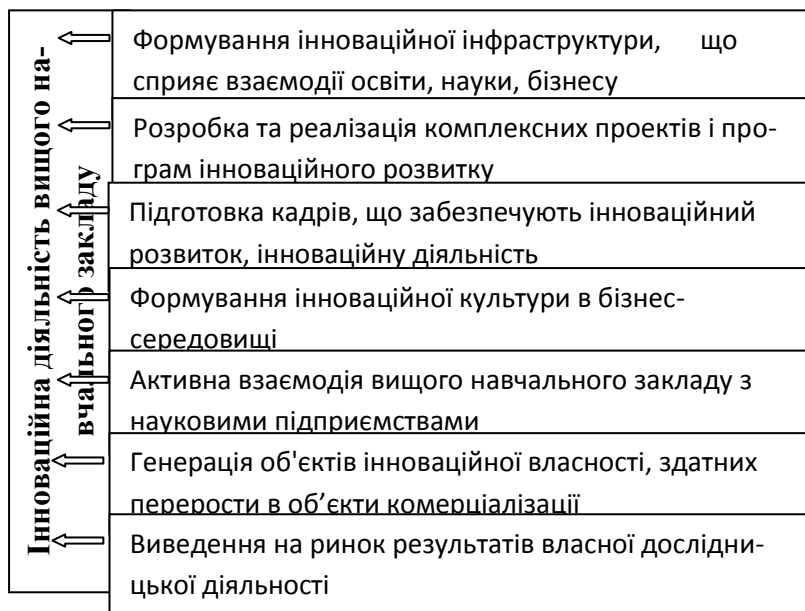 Інноваційна діяльність вищого на-
вчального закладу
Формування інноваційної інфраструктури, що
сприяє взаємодії освіти, науки, бізнесу
Розробка та реалізація комплексних проектів і про-
грам інноваційного розвитку
Підготовка кадрів, що забезпечують інноваційний
розвиток, інноваційну діяльність
Формування інноваційної культури в бізнес-
середовищі
Активна взаємодія вищого навчального закладу з
науковими підприємствами
Генерація об'єктів інноваційної власності, здатних
перерости в об’єкти комерціалізації
Виведення на ринок результатів власної дослідни-
цької діяльності